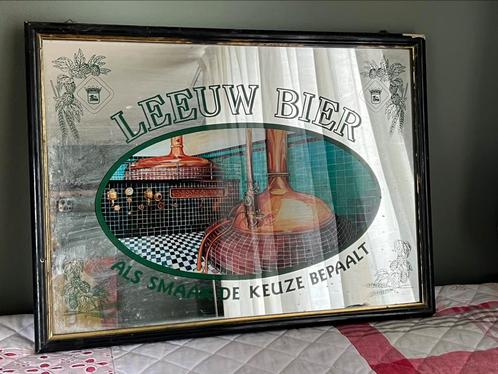 LEEUW BIER
ALS SMAAK DE KEUZE BEPAALT